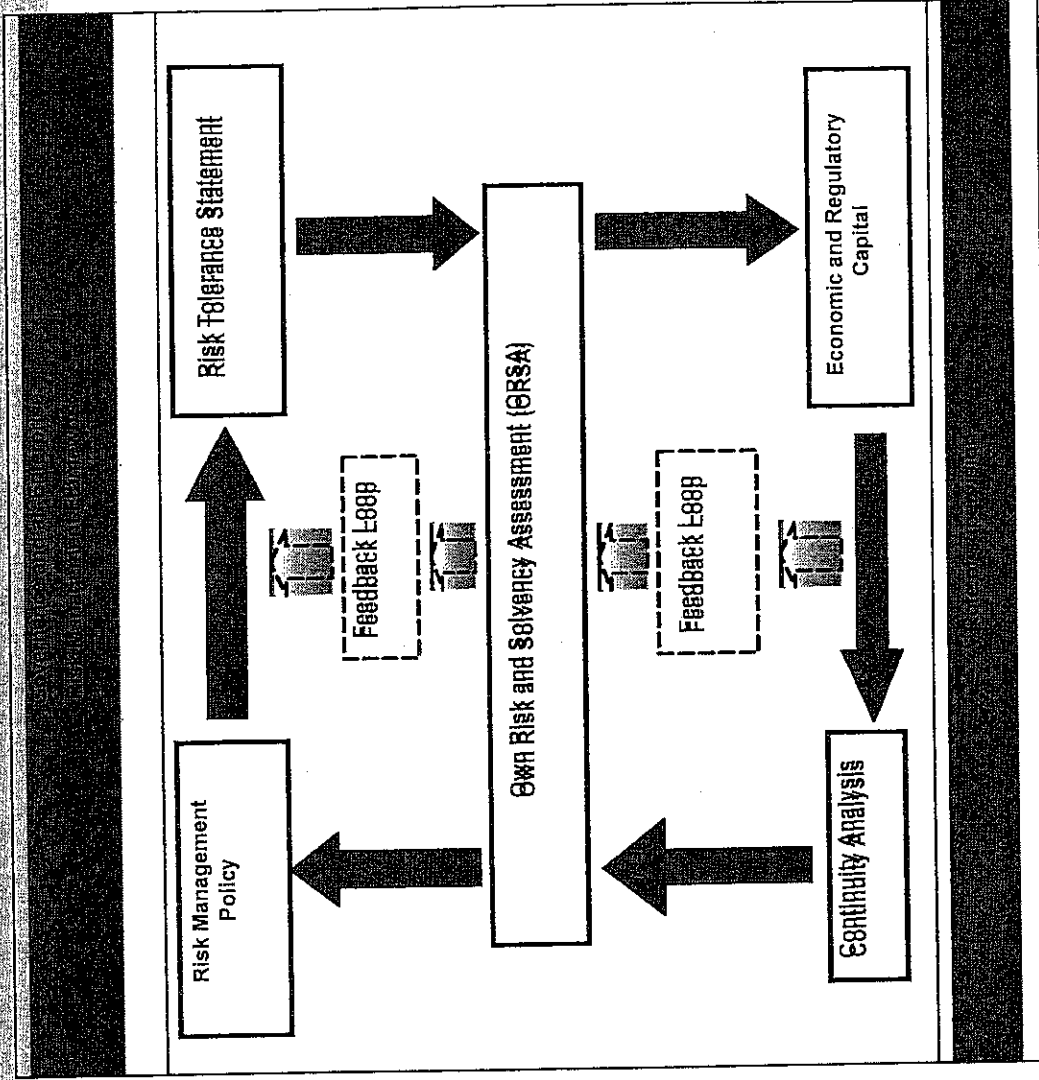 Risk Management
Policy
Risk Tolerance Statement
Feedback Loop
Own Risk and Solvency Assessment (ORSA)
Feedback Loop
Continuity Analysis
Economic and Regulatory
Capital